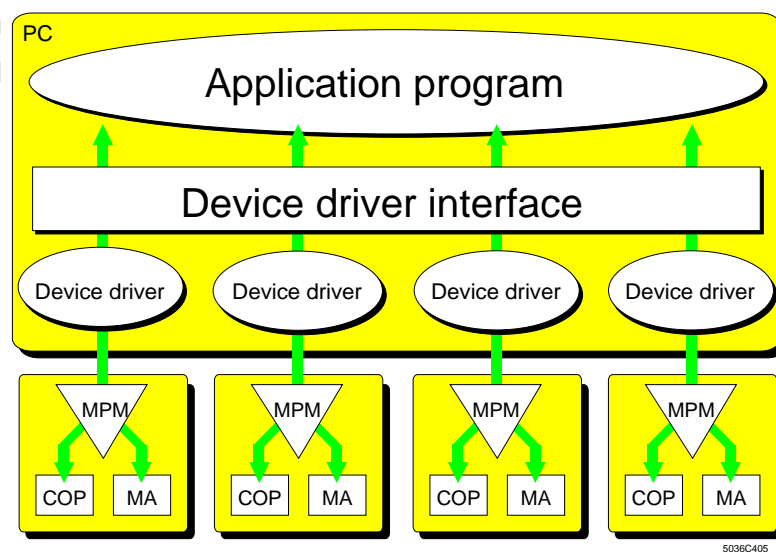 PC
Application program
Device driver interface
Device driver Device driver Device driver Device driver
MPM MPM MPM MPM
COP MA COP MA COP MA COP MA
5036C405